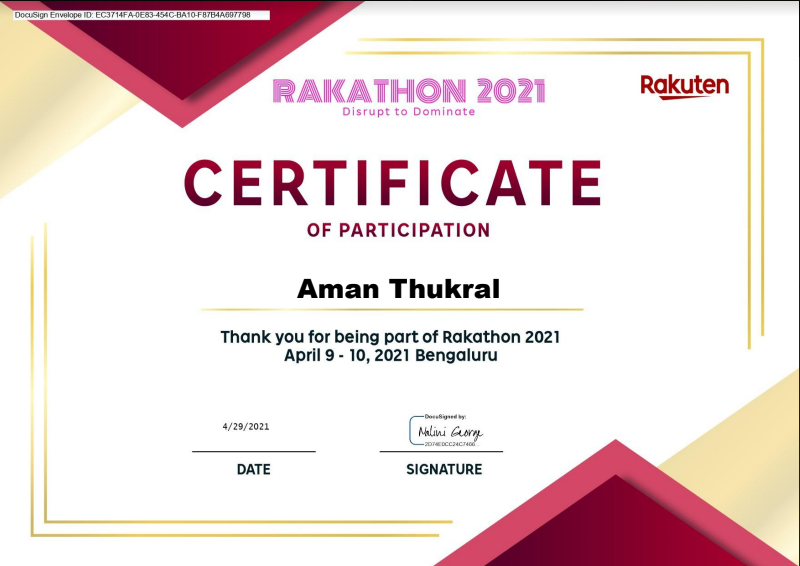 DocuSign Envelope ID: EC3714FA-0E83-454C-BA10-F87B4A697798
RAKATHON 2021
Disrupt to Dominate
Rakuten
CERTIFICATE
OF PARTICIPATION
Aman Thukral
Thank you for being part of Rakathon 2021
April 9 - 10, 2021 Bengaluru
4/29/2021
DocuSigned by:
Nalini George
DATE
SIGNATURE